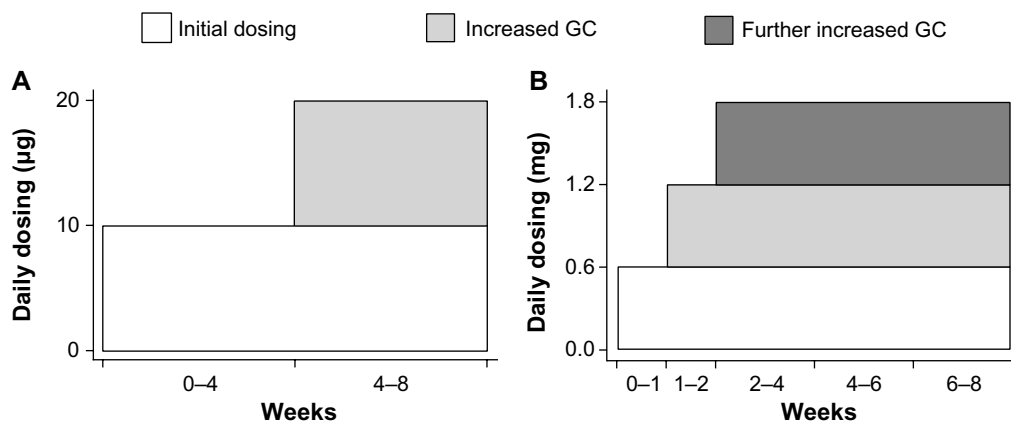 Initial dosing
Increased GC
Further increased GC
A
Daily dosing (µg)
20
10
0
0–4
4–8
Weeks
B
Daily dosing (mg)
1.8
1.2
0.6
0.0
0–1
1–2
2–4
4–6
6–8
Weeks